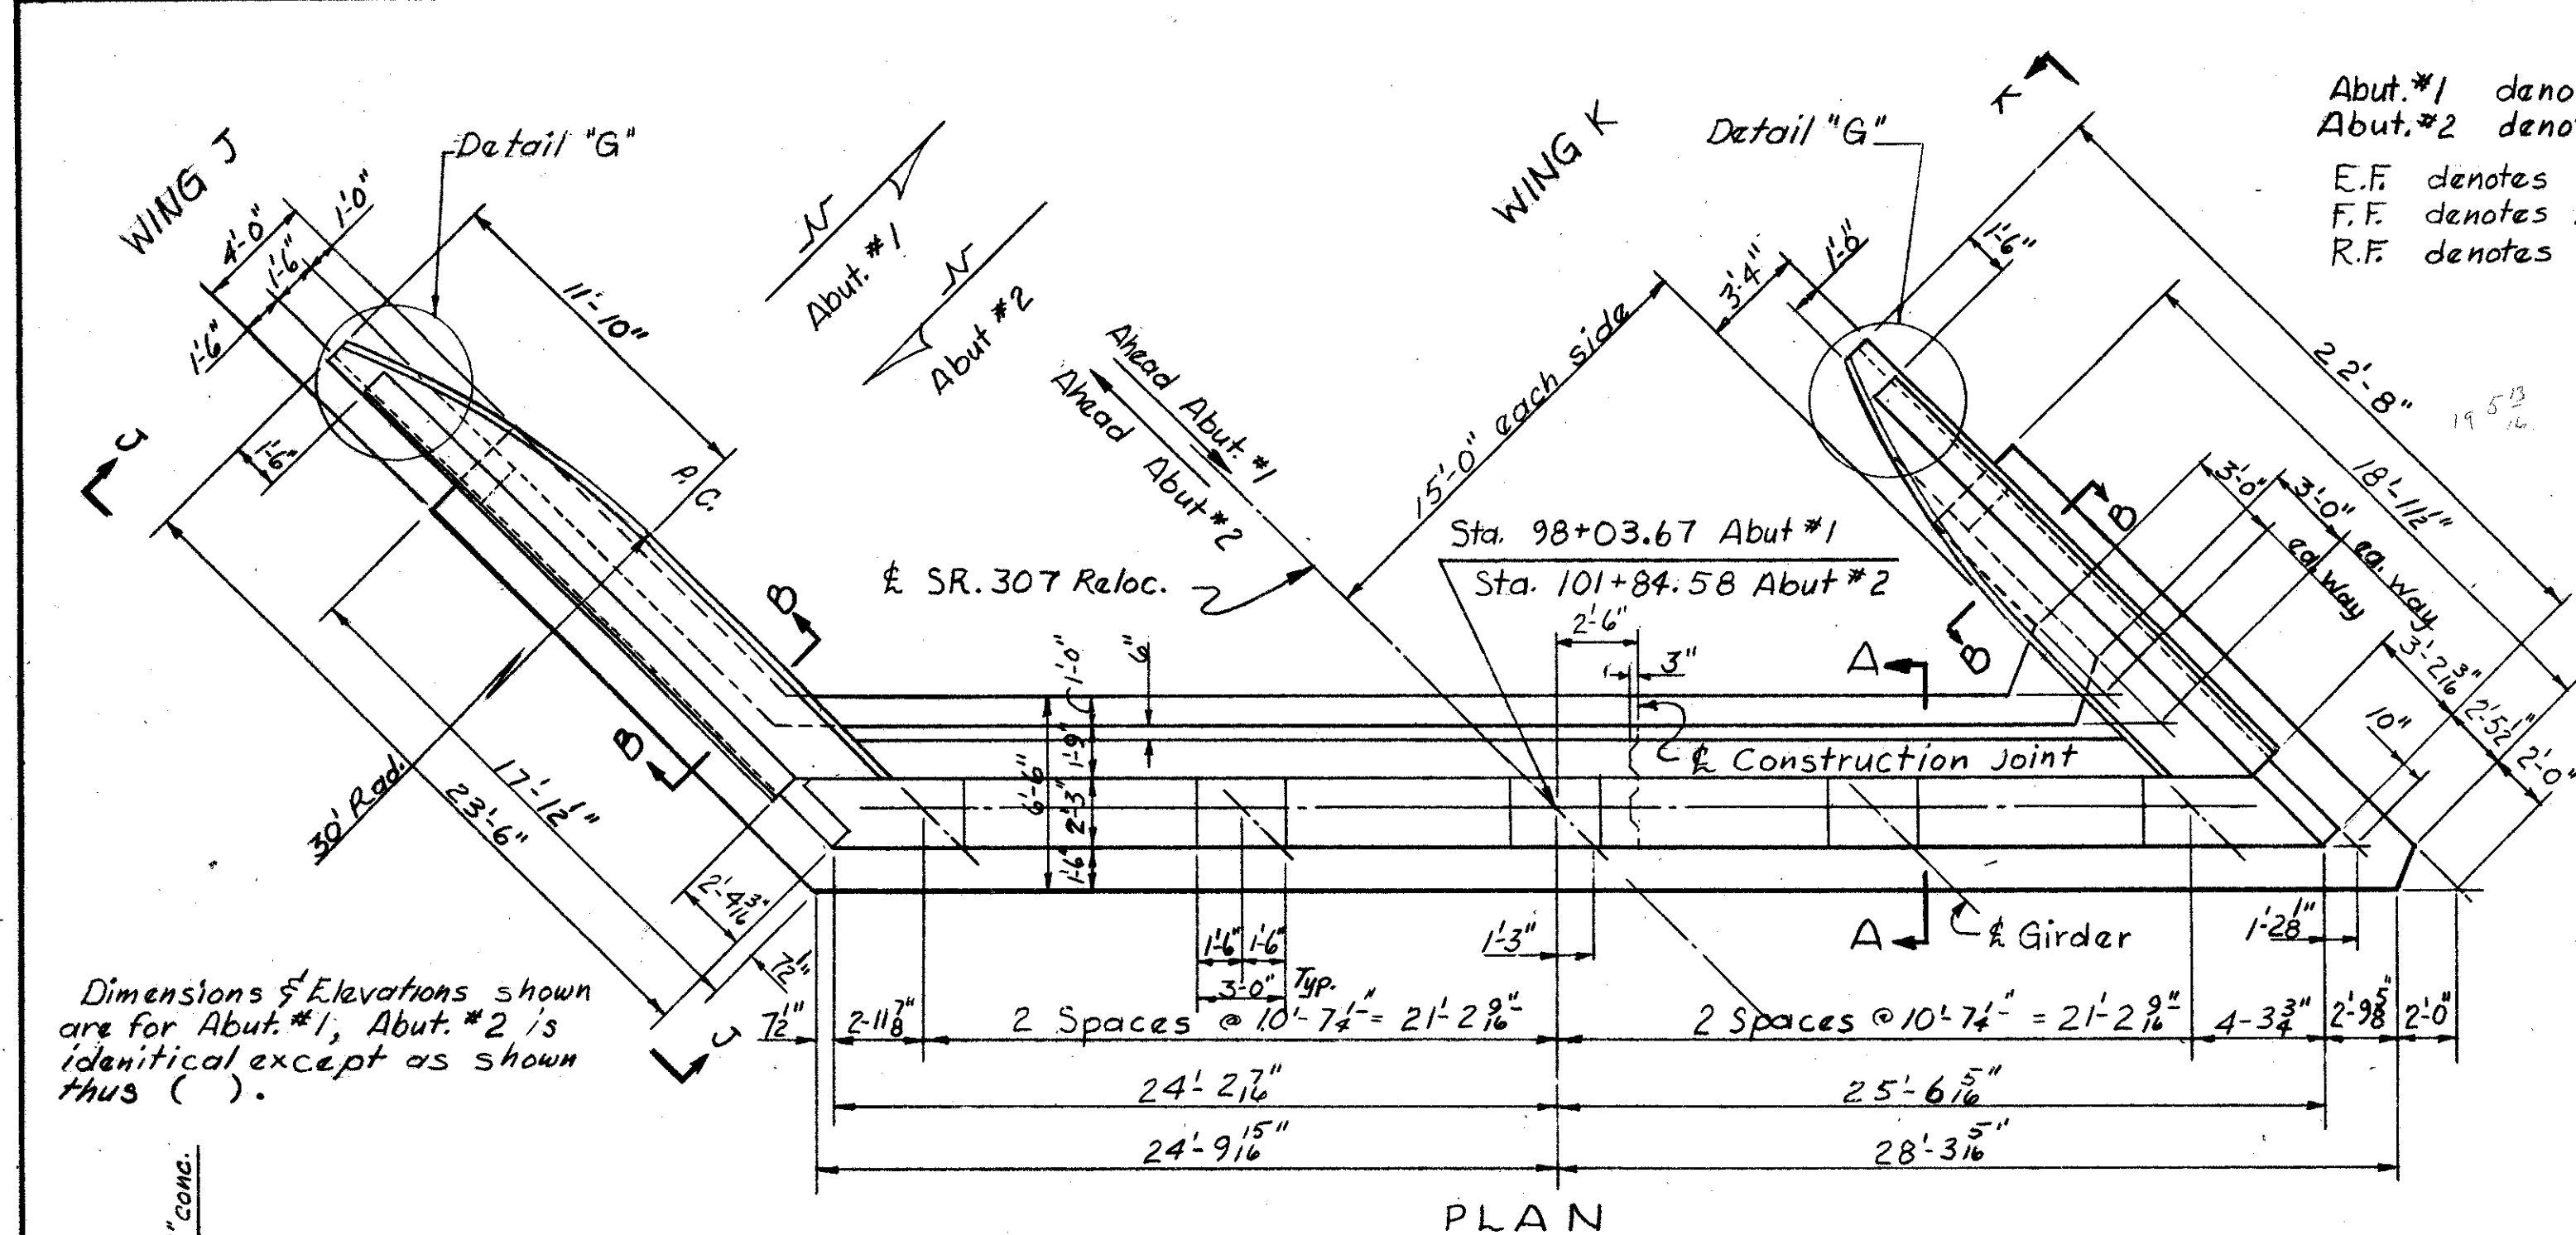 WING J
4'-0"
1'-0"
1'-6"
1'-6"
Detail "G"
11'-10"
N
Abut. #1
N
Abut #2
Ahead Abut. #1
Ahead Abut #2
WING K
Detail "G"
K
3'-4"
1'-0"
1'-6"
Abut.#1 deno
Abut.#2 deno
E.F. denotes
F.F. denotes
R.F. denotes
22'-8"
19 5 13/16
18'-1 1/2"
15'-0" each side
3'-0"
ea. way
3'-0"
ea. way
3'-2 3/16"
2'-5 1/2"
2'-0"
10"
J
1'-6"
P.C.
B
B
30' Rad.
17'-1 1/2"
23'-6"
2'-4 3/16"
7 1/2"
J
℄ SR. 307 Reloc.
Sta. 98+03.67 Abut #1
Sta. 101+84.58 Abut #2
2'-6"
3"
A
B
B
1'-0"
6"
1'-9"
6'-6"
2'-3"
1'-6"
℄ Construction Joint
A
℄ Girder
1'-3"
1'-2 1/8"
1'-6" 1'-6"
3'-0" Typ.
Dimensions & Elevations shown
are for Abut. #1, Abut. #2 is
idenitical except as shown
thus ( ).
7 1/2" 2-11 7/8" 2 Spaces @ 10'-7 1/4" = 21'-2 9/16" 2 Spaces @ 10'-7 1/4" = 21'-2 9/16" 4-3 3/4" 2'-9 5/8" 2'-0"
24'-2 7/16" 25'-6 5/16"
24'-9 15/16" 28'-3 5/16"
"conc.
PLAN